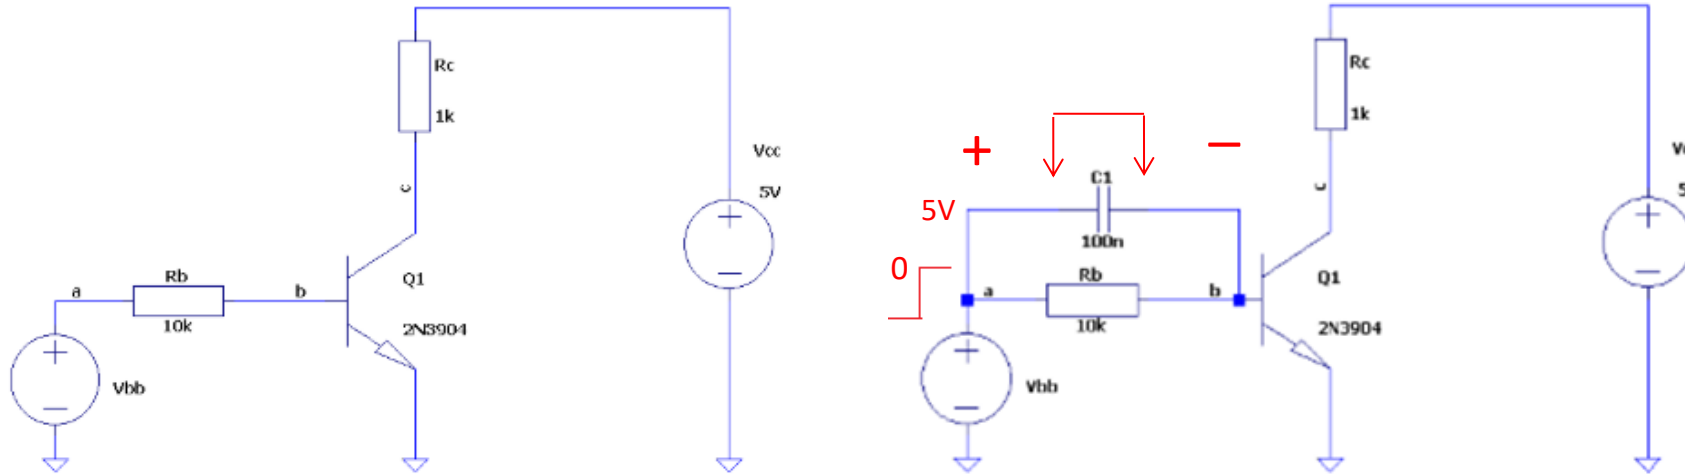 Rc
1k
Vcc
5V
c
Rb
a
b
10k
Q1
2N3904
Vbb
+
−
+
−
Rc
1k
+
−
C1
5V
100n
c
0
Rb
a
b
10k
Q1
2N3904
Vbb
+
−
+
−